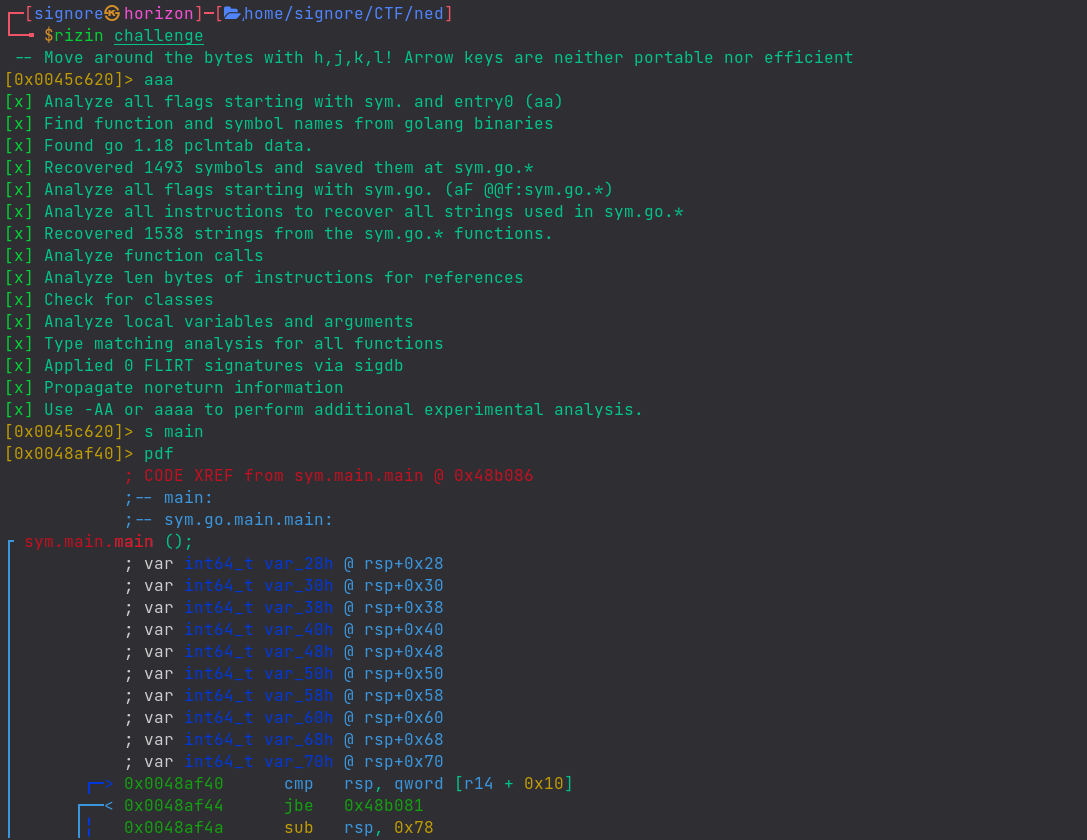 [signore㉿horizon]-[home/signore/CTF/ned]
$rizin challenge
-- Move around the bytes with h,j,k,l! Arrow keys are neither portable nor efficient
[0x0045c620]> aaa
[x] Analyze all flags starting with sym. and entry0 (aa)
[x] Find function and symbol names from golang binaries
[x] Found go 1.18 pclntab data.
[x] Recovered 1493 symbols and saved them at sym.go.*
[x] Analyze all flags starting with sym.go. (aF @@f:sym.go.*)
[x] Analyze all instructions to recover all strings used in sym.go.*
[x] Recovered 1538 strings from the sym.go.* functions.
[x] Analyze function calls
[x] Analyze len bytes of instructions for references
[x] Check for classes
[x] Analyze local variables and arguments
[x] Type matching analysis for all functions
[x] Applied 0 FLIRT signatures via sigdb
[x] Propagate noreturn information
[x] Use -AA or aaaa to perform additional experimental analysis.
[0x0045c620]> s main
[0x0048af40]> pdf
; CODE XREF from sym.main.main @ 0x48b086
;-- main:
;-- sym.go.main.main:
sym.main.main ();
; var int64_t var_28h @ rsp+0x28
; var int64_t var_30h @ rsp+0x30
; var int64_t var_38h @ rsp+0x38
; var int64_t var_40h @ rsp+0x40
; var int64_t var_48h @ rsp+0x48
; var int64_t var_50h @ rsp+0x50
; var int64_t var_58h @ rsp+0x58
; var int64_t var_60h @ rsp+0x60
; var int64_t var_68h @ rsp+0x68
; var int64_t var_70h @ rsp+0x70
0x0048af40 cmp rsp, qword [r14 + 0x10]
0x0048af44 jbe 0x48b081
0x0048af4a sub rsp, 0x78